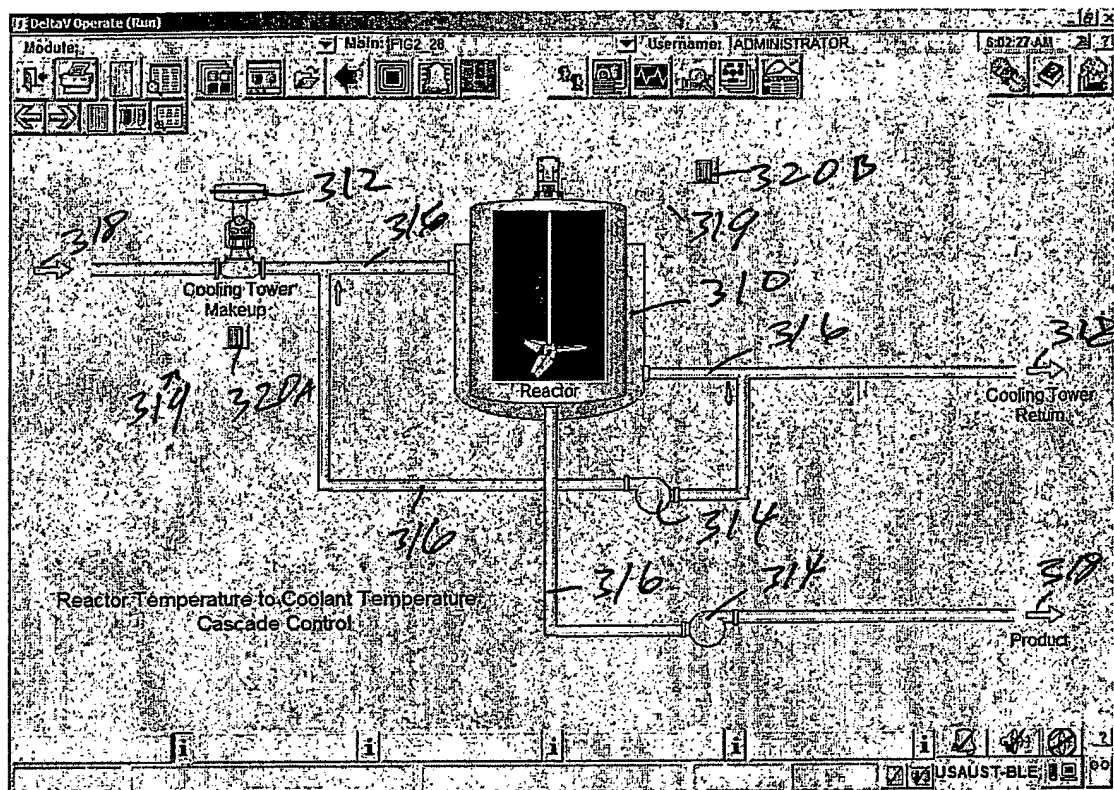 DeltaV Operate (Run)
Module: Main: FIG2_28 Username: ADMINISTRATOR 6:02:27 AM
312 320B
318 316 319
Cooling Tower
Makeup
310
316 318
319 320A Reactor Cooling Tower
Return
314
316
316 314 318
Reactor Temperature to Coolant Temperature
Cascade Control
Product
i i i i i ?
USAUST-BLE